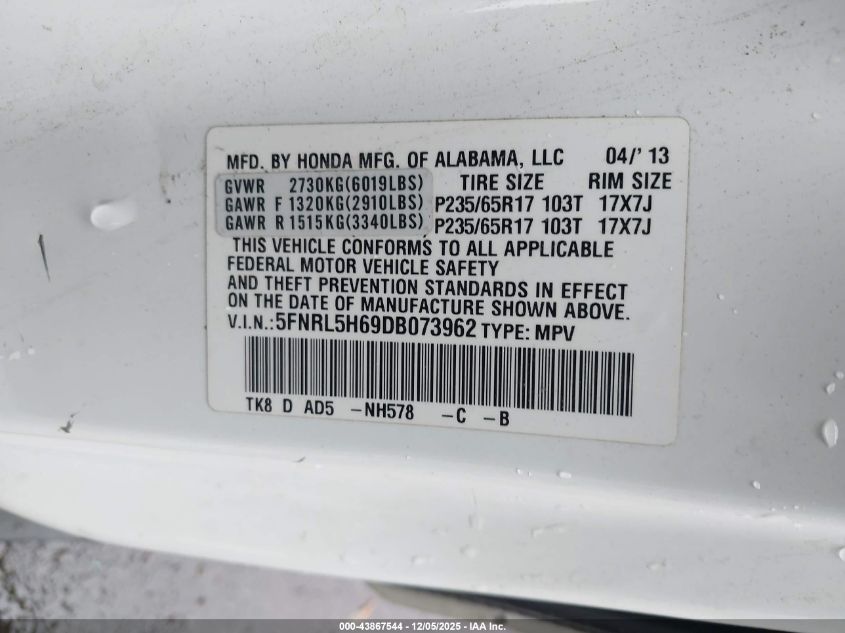 MFD. BY HONDA MFG. OF ALABAMA, LLC 04/' 13
GVWR 2730KG(6019LBS) TIRE SIZE RIM SIZE
GAWR F 1320KG(2910LBS) P235/65R17 103T 17X7J
GAWR R 1515KG(3340LBS) P235/65R17 103T 17X7J
THIS VEHICLE CONFORMS TO ALL APPLICABLE
FEDERAL MOTOR VEHICLE SAFETY
AND THEFT PREVENTION STANDARDS IN EFFECT
ON THE DATE OF MANUFACTURE SHOWN ABOVE.
V.I.N.:5FNRL5H69DB073962 TYPE: MPV
TK8 D AD5 -NH578 -C -B
000-43867544 - 12/05/2025 - IAA Inc.